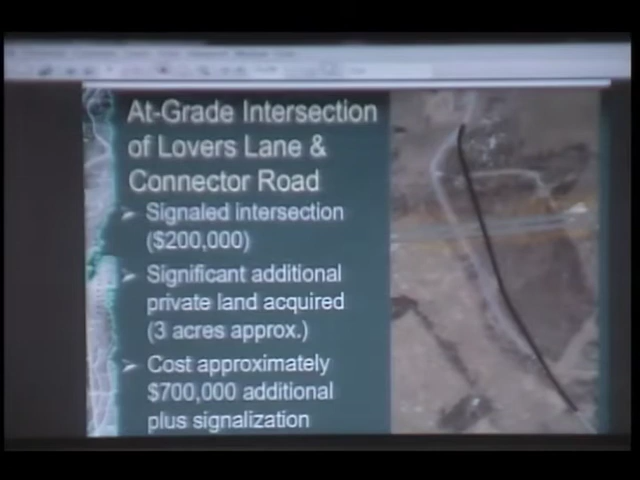 At-Grade Intersection
of Lovers Lane &
Connector Road
➢ Signaled intersection
($200,000)
➢ Significant additional
private land acquired
(3 acres approx.)
➢ Cost approximately
$700,000 additional
plus signalization